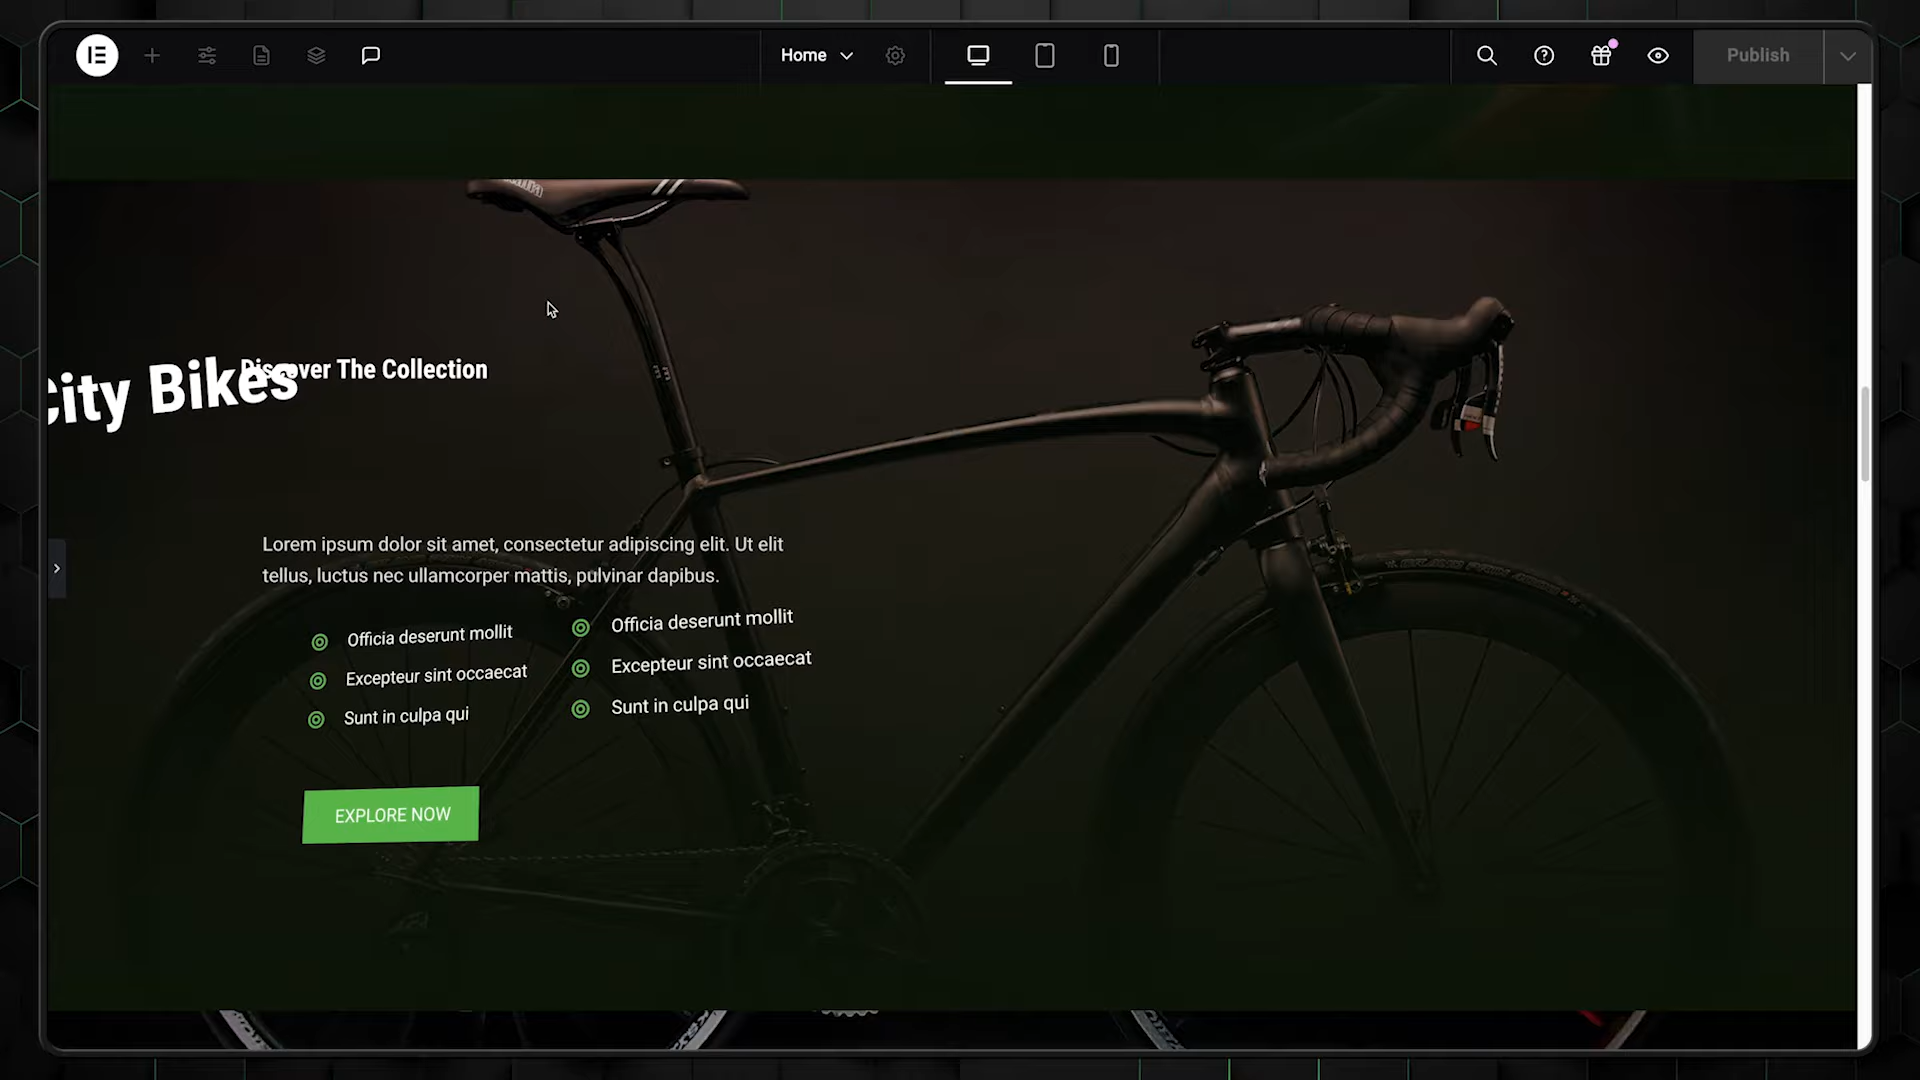 Home
Publish
City Bikes
Discover The Collection
Lorem ipsum dolor sit amet, consectetur adipiscing elit. Ut elit
tellus, luctus nec ullamcorper mattis, pulvinar dapibus.
Officia deserunt mollit
Excepteur sint occaecat
Sunt in culpa qui
Officia deserunt mollit
Excepteur sint occaecat
Sunt in culpa qui
EXPLORE NOW